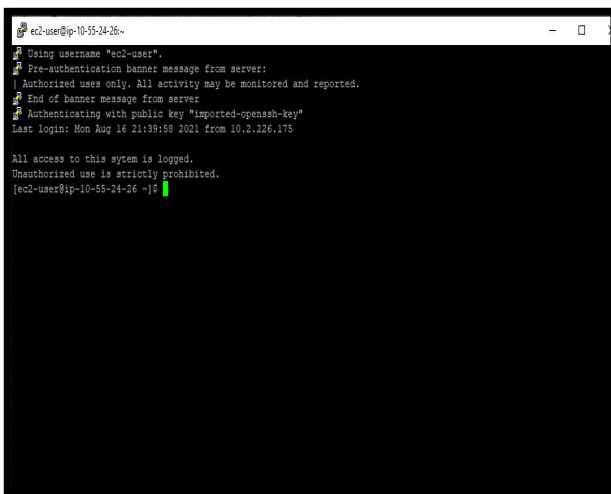 ec2-user@ip-10-55-24-26:~
Using username "ec2-user".
Pre-authentication banner message from server:
| Authorized uses only. All activity may be monitored and reported.
End of banner message from server
Authenticating with public key "imported-openssh-key"
Last login: Mon Aug 16 21:39:58 2021 from 10.2.226.175
All access to this sytem is logged.
Unauthorized use is strictly prohibited.
[ec2-user@ip-10-55-24-26 ~]$